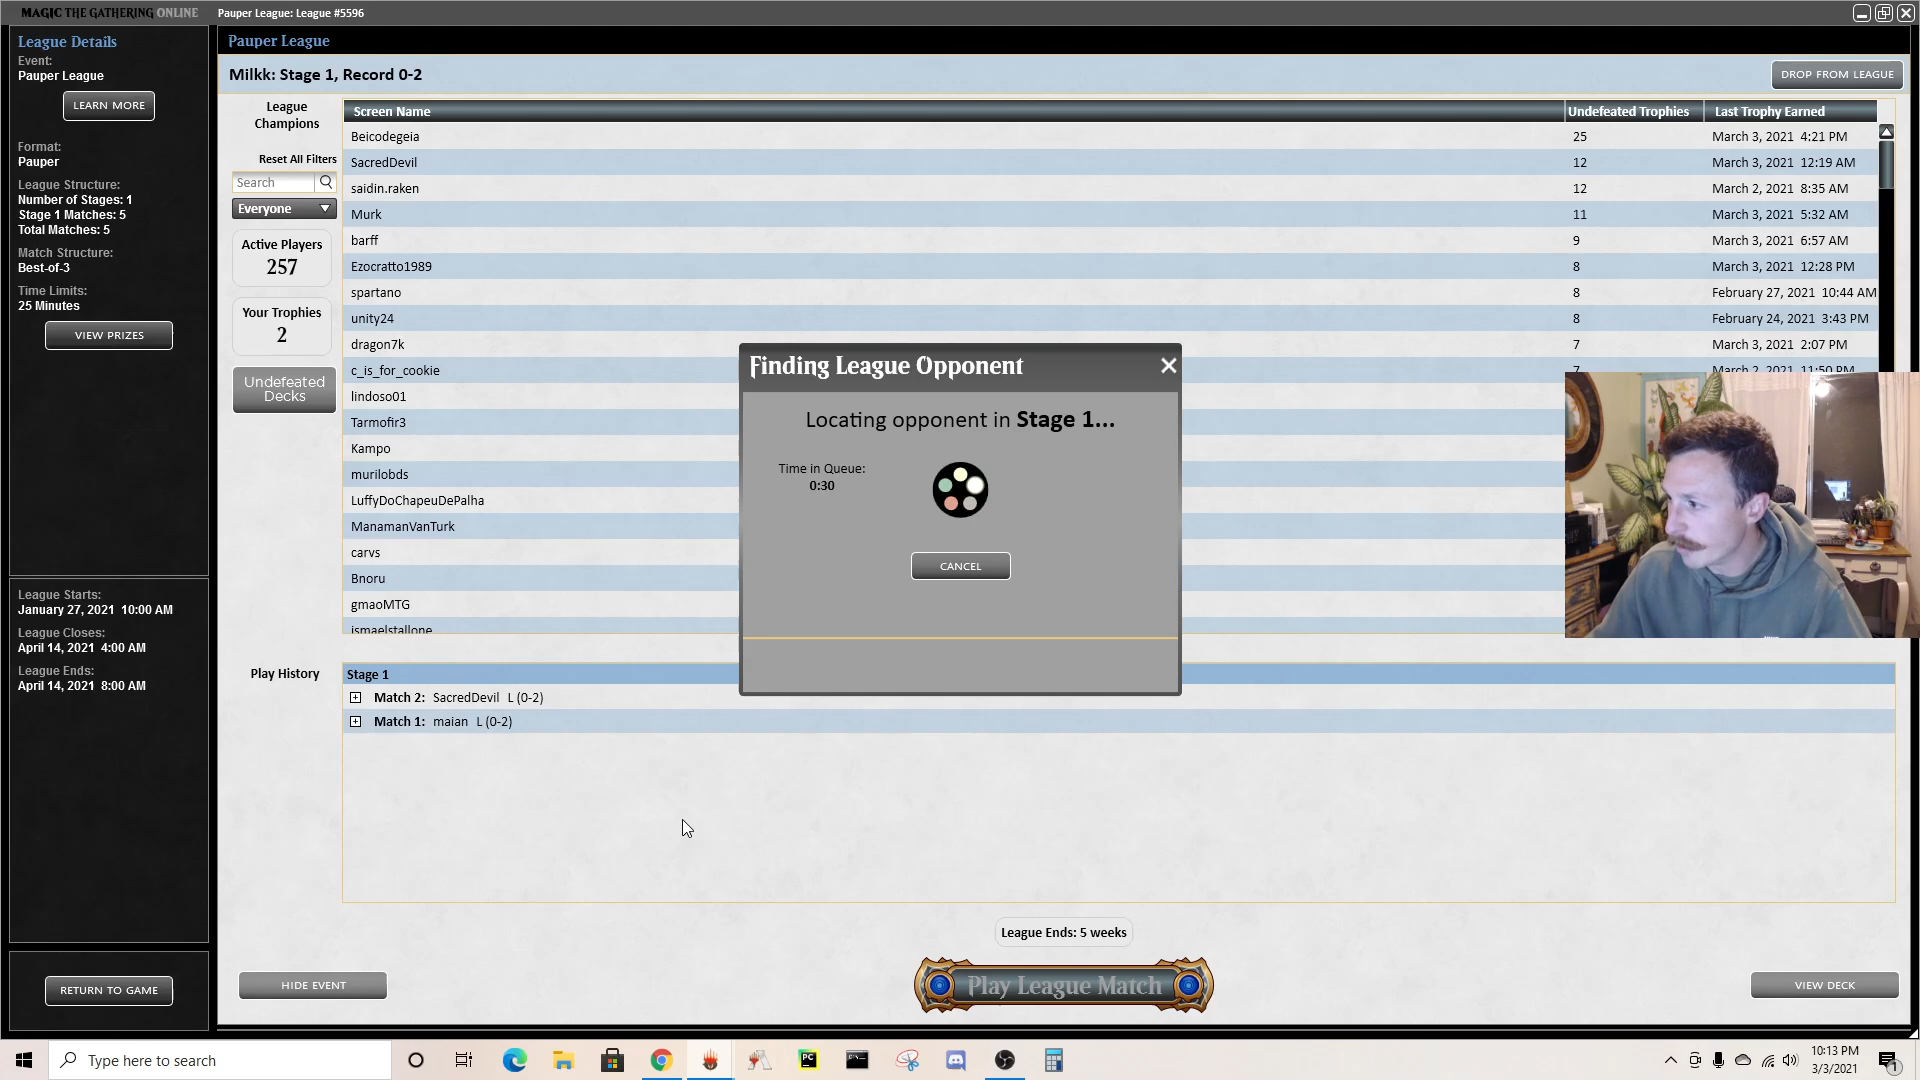 MAGIC THE GATHERING ONLINE
Pauper League: League #5596
League Details
Event:
Pauper League
LEARN MORE
Format:
Pauper
League Structure:
Number of Stages: 1
Stage 1 Matches: 5
Total Matches: 5
Match Structure:
Best-of-3
Time Limits:
25 Minutes
VIEW PRIZES
League Starts:
January 27, 2021 10:00 AM
League Closes:
April 14, 2021 4:00 AM
League Ends:
April 14, 2021 8:00 AM
RETURN TO GAME
Pauper League
Milkk: Stage 1, Record 0-2
DROP FROM LEAGUE
League
Champions
Reset All Filters
Search
Everyone
Active Players
257
Your Trophies
2
Undefeated
Decks
Screen Name Undefeated Trophies Last Trophy Earned
Beicodegeia 25 March 3, 2021 4:21 PM
SacredDevil 12 March 3, 2021 12:19 AM
saidin.raken 12 March 2, 2021 8:35 AM
Murk 11 March 3, 2021 5:32 AM
barff 9 March 3, 2021 6:57 AM
Ezocratto1989 8 March 3, 2021 12:28 PM
spartano 8 February 27, 2021 10:44 AM
unity24 8 February 24, 2021 3:43 PM
dragon7k 7 March 3, 2021 2:07 PM
c_is_for_cookie 7 March 2, 2021 11:50 PM
lindoso01
Tarmofir3
Kampo
murilobds
LuffyDoChapeuDePalha
ManamanVanTurk
carvs
Bnoru
gmaoMTG
ismaelstallone
Finding League Opponent
Locating opponent in Stage 1...
Time in Queue:
0:30
CANCEL
Play History
Stage 1
Match 2: SacredDevil L (0-2)
Match 1: maian L (0-2)
League Ends: 5 weeks
HIDE EVENT
Play League Match
VIEW DECK
Type here to search
PC
10:13 PM
3/3/2021
1